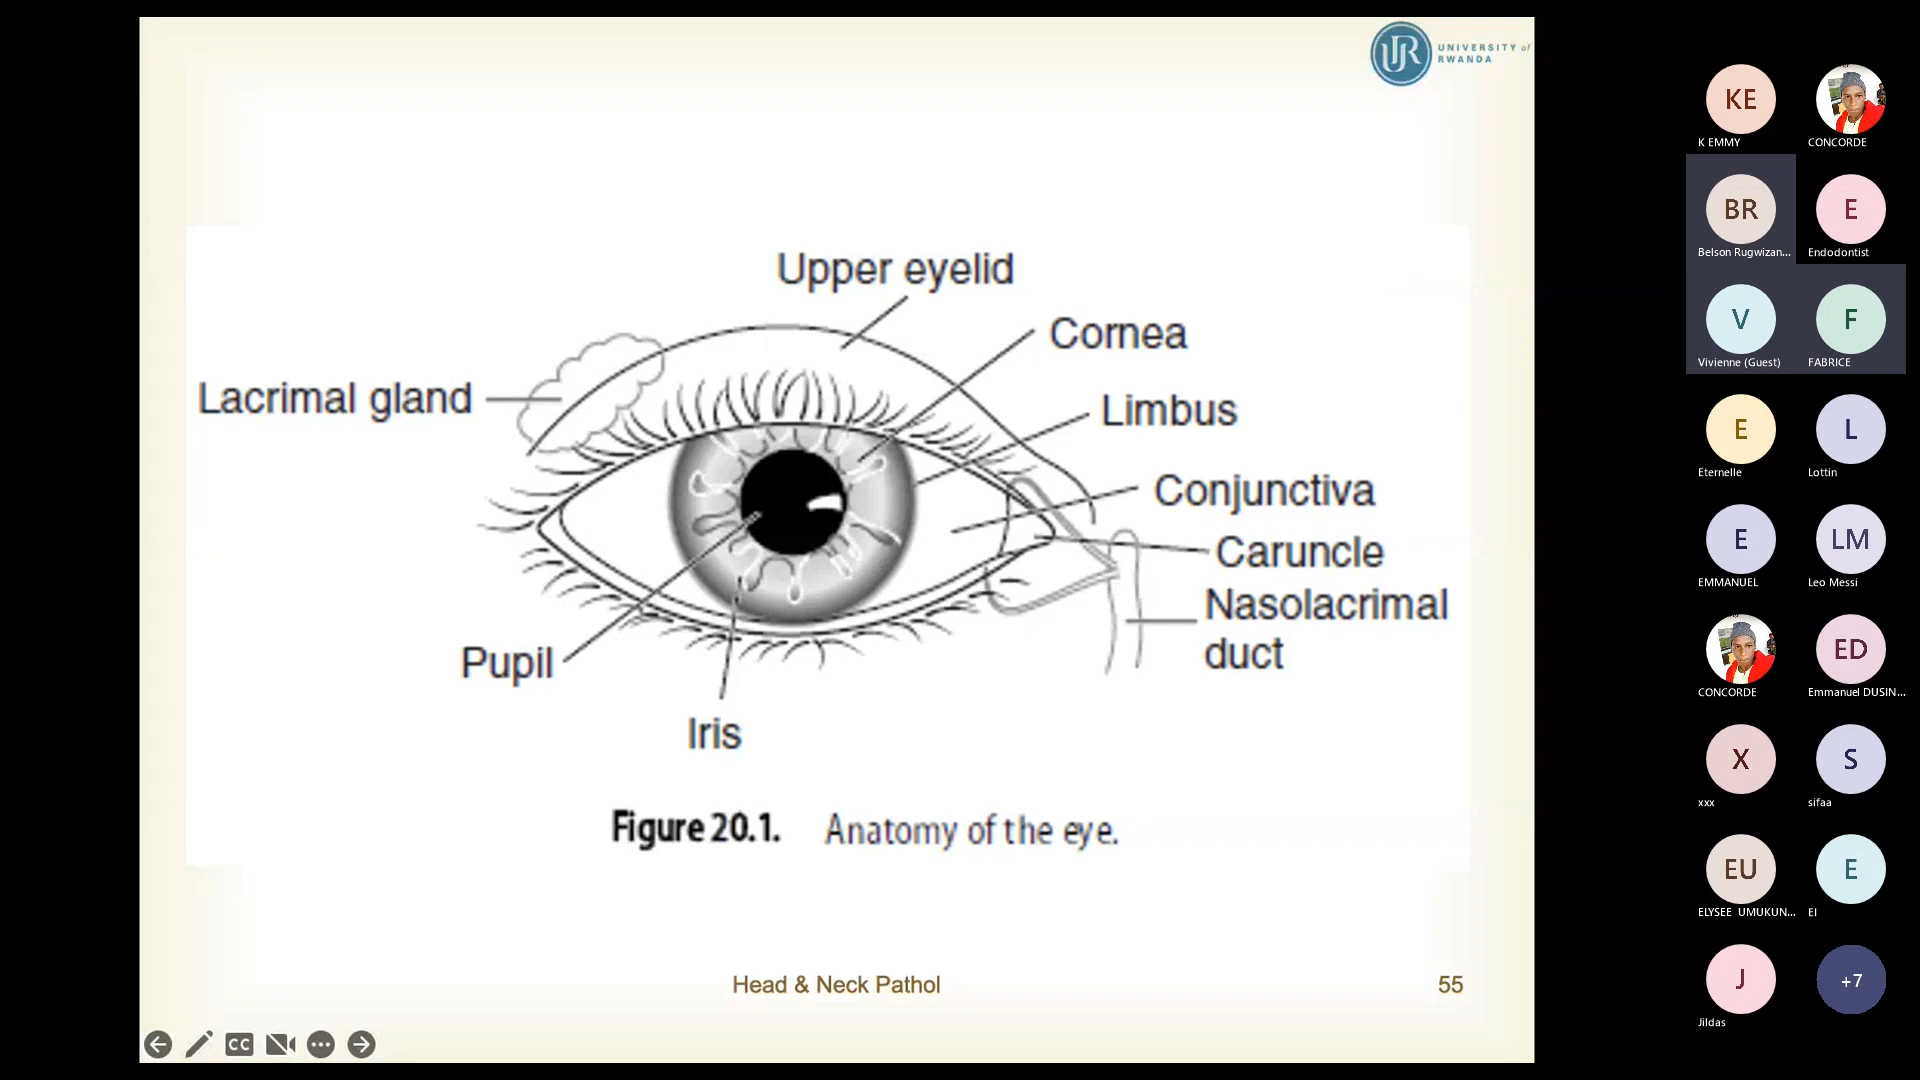 UNIVERSITY of
RWANDA
Upper eyelid
Cornea
Lacrimal gland
Limbus
Conjunctiva
Caruncle
Nasolacrimal
duct
Pupil
Iris
Figure 20.1. Anatomy of the eye.
Head & Neck Pathol
55
CC
KE
K EMMY
CONCORDE
BR
Belson Rugwizan...
E
Endodontist
V
Vivienne (Guest)
F
FABRICE
E
Eternelle
L
Lottin
E
EMMANUEL
LM
Leo Messi
CONCORDE
ED
Emmanuel DUSIN...
X
xxx
S
sifaa
EU
ELYSEE UMUKUN...
E
El
J
Jildas
+7